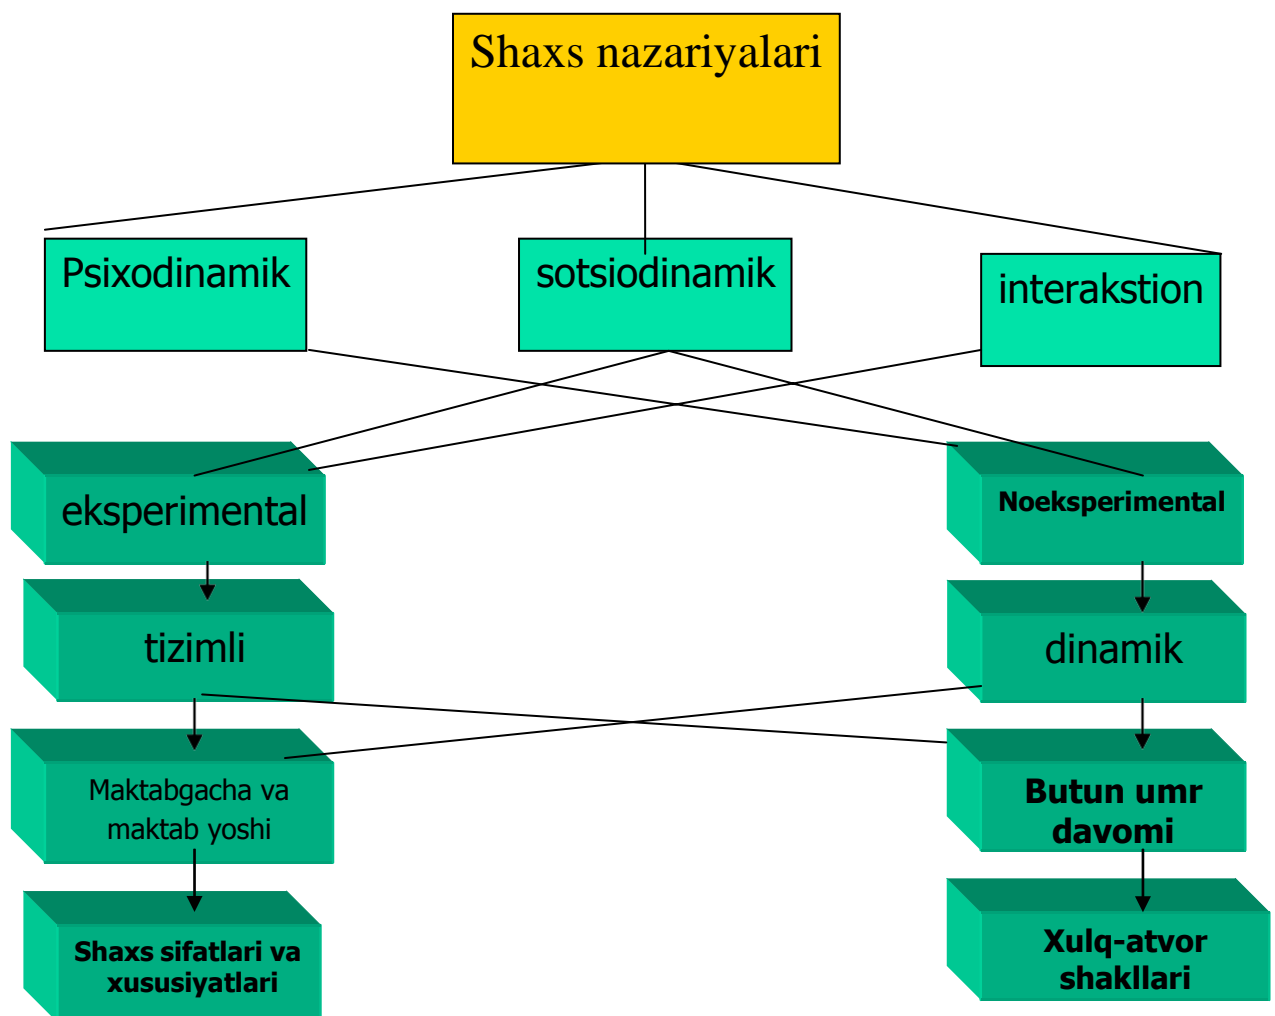 Shaxs nazariyalari
Psixodinamik
sotsiodinamik
interakstion
eksperimental
Noeksperimental
tizimli
dinamik
Maktabgacha va
maktab yoshi
Butun umr
davomi
Shaxs sifatlari va
xususiyatlari
Xulq-atvor
shakllari